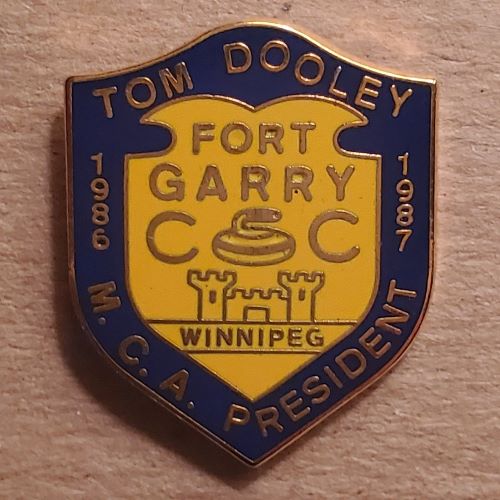 TOM DOOLEY
1986
1987
FORT
GARRY
C C
WINNIPEG
M. C. A. PRESIDENT